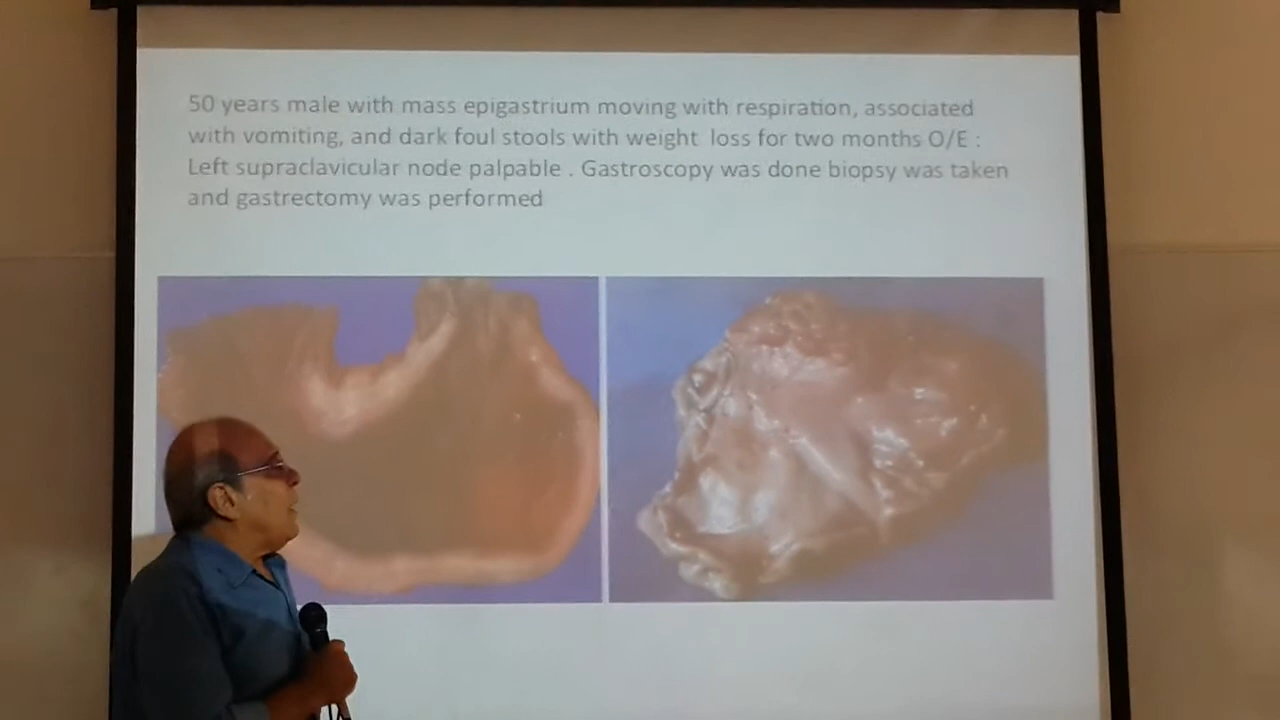 50 years male with mass epigastrium moving with respiration, associated
with vomiting, and dark foul stools with weight loss for two months O/E :
Left supraclavicular node palpable . Gastroscopy was done biopsy was taken
and gastrectomy was performed